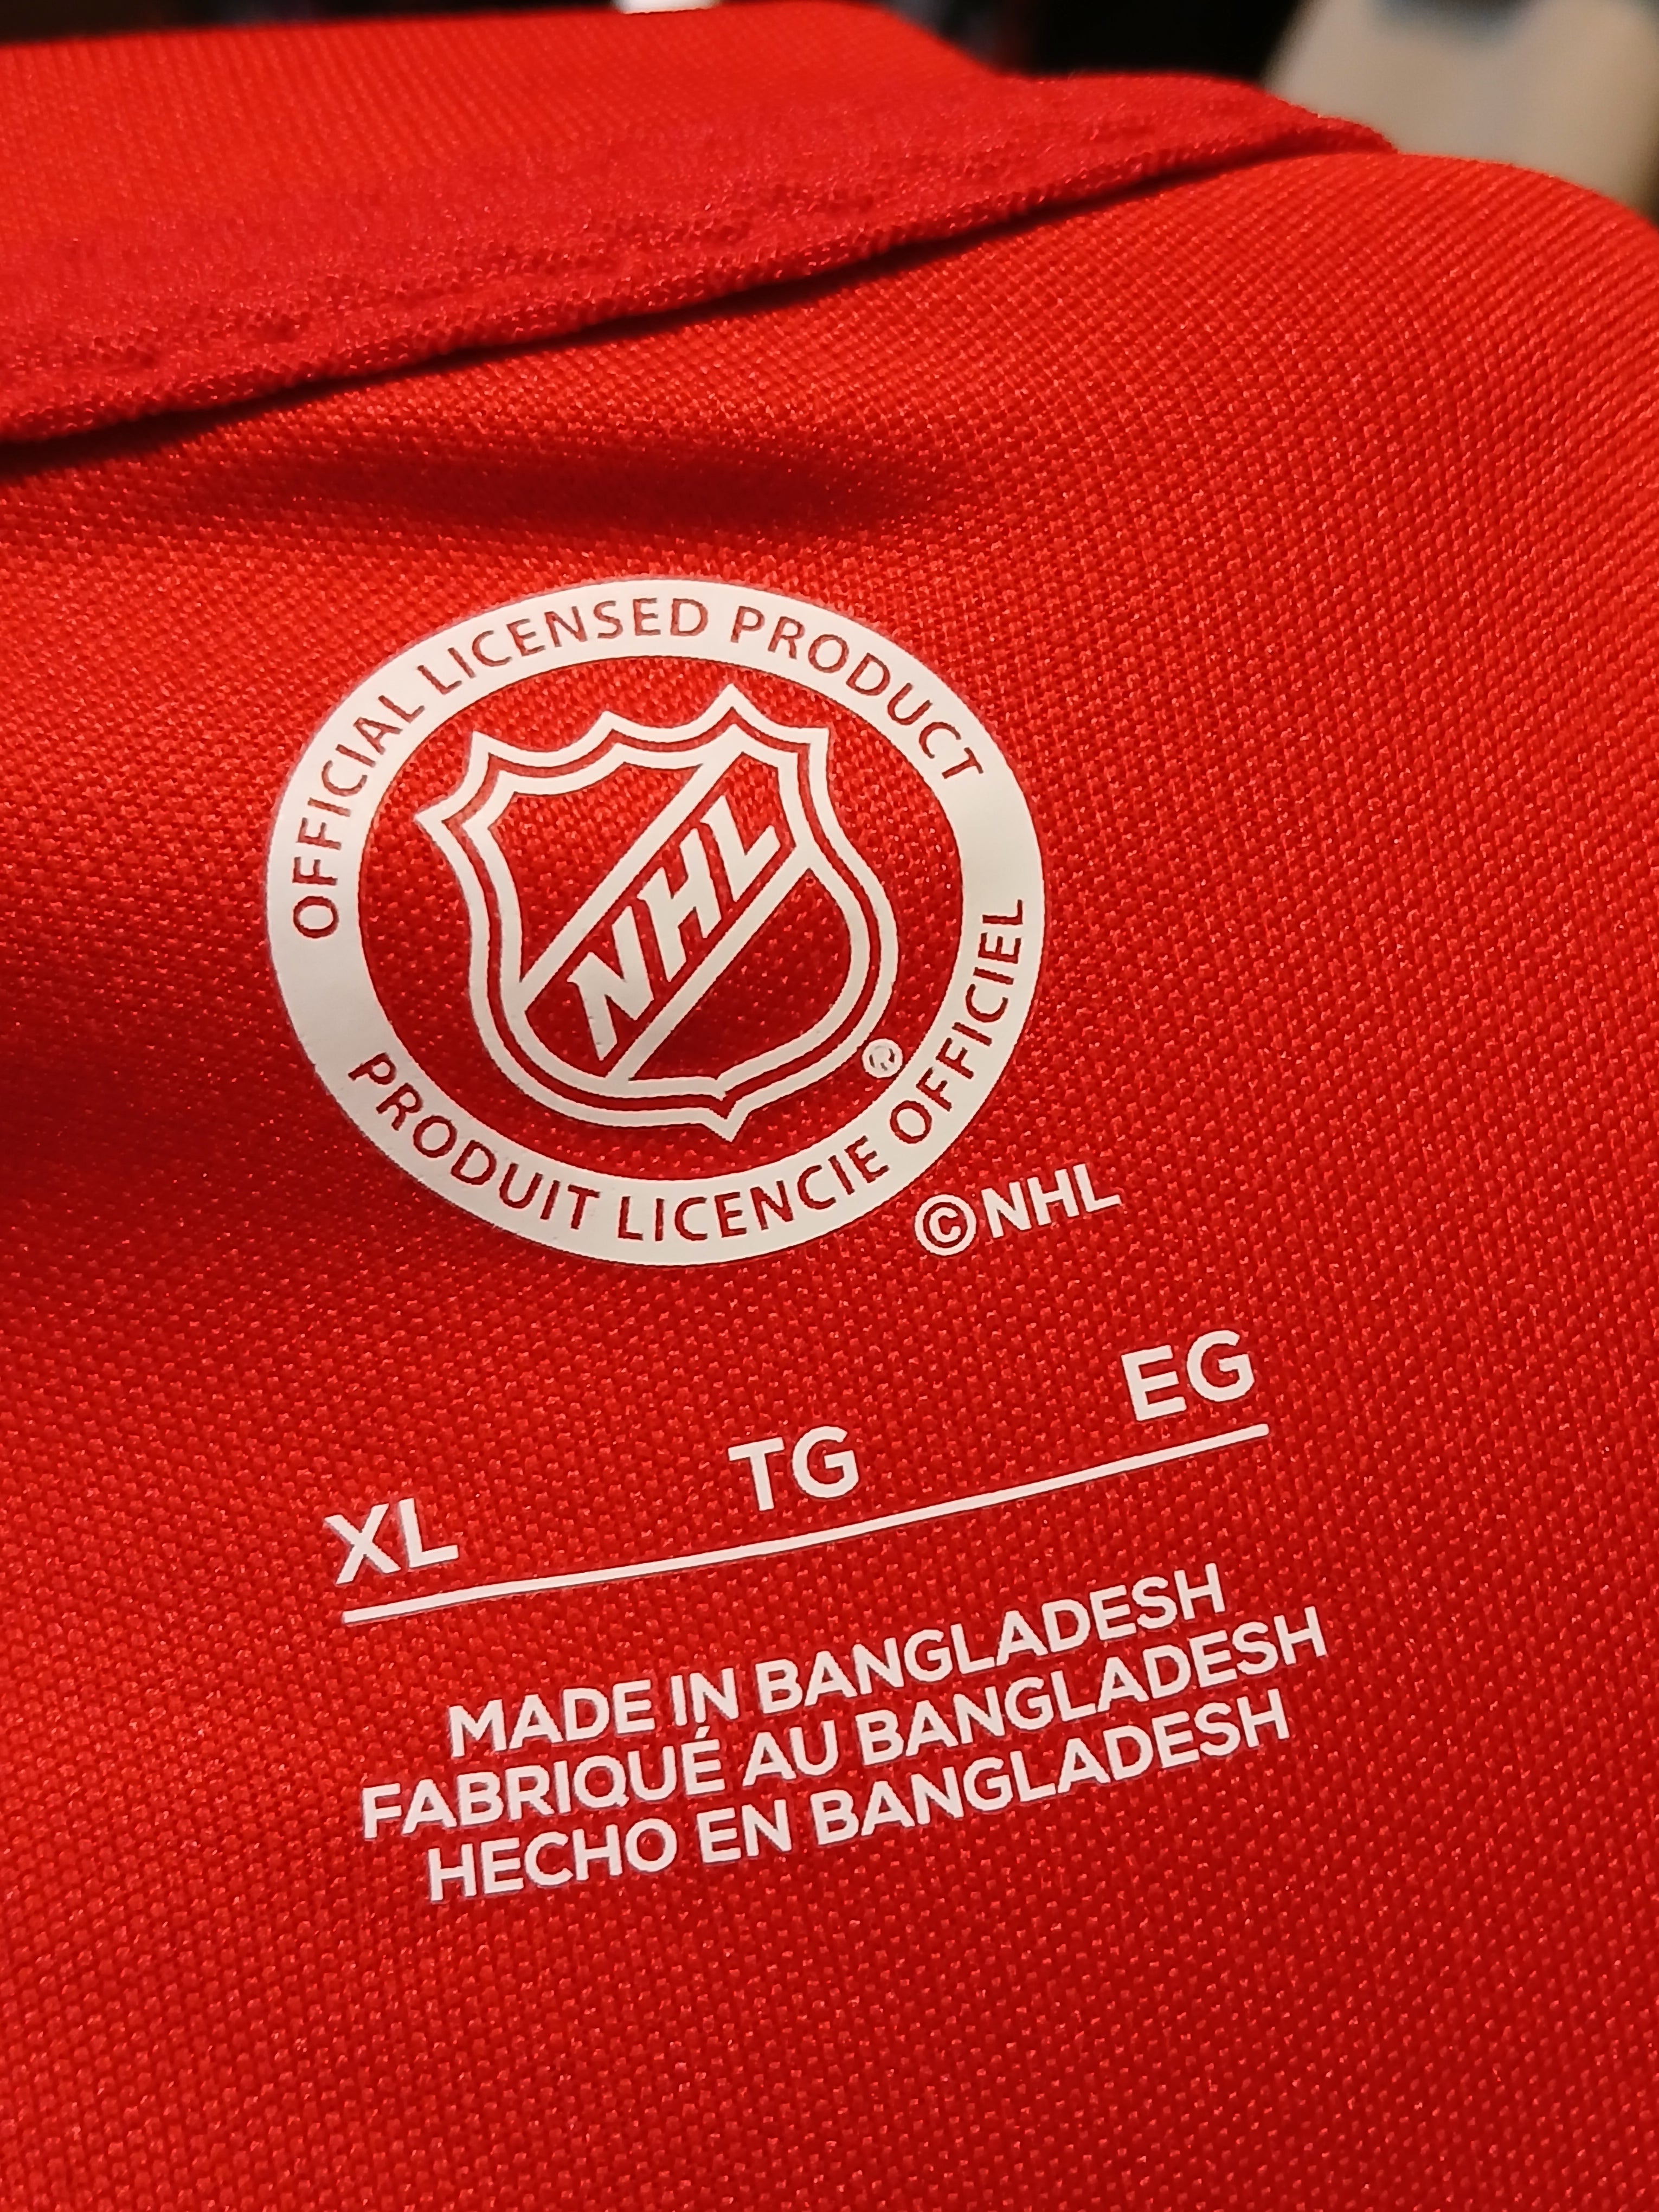 OFFICIAL LICENSED PRODUCT
NHL
®
PRODUIT LICENCIE OFFICIEL
©NHL
XL TG EG
MADE IN BANGLADESH
FABRIQUÉ AU BANGLADESH
HECHO EN BANGLADESH